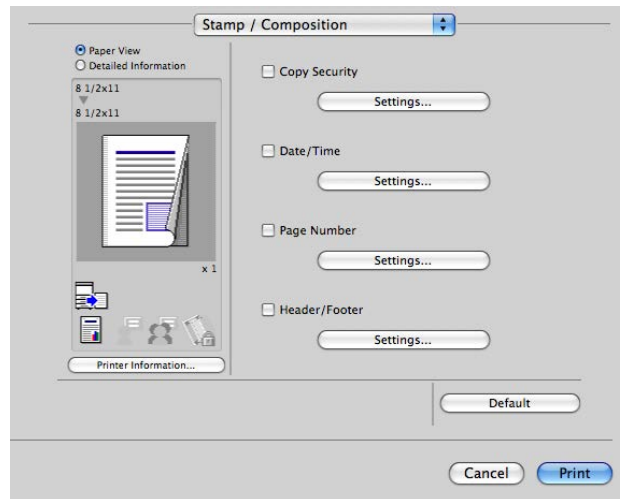 Stamp / Composition
Paper View
Detailed Information
8 1/2x11
8 1/2x11
x 1
Printer Information...
Copy Security
Settings...
Date/Time
Settings...
Page Number
Settings...
Header/Footer
Settings...
Default
Cancel
Print